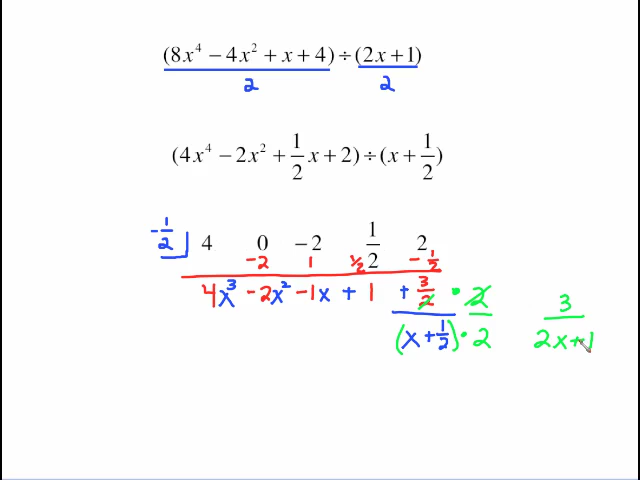 (8x⁴ − 4x² + x + 4) ÷ (2x + 1)
2 2
(4x⁴ − 2x² + 1/2 x + 2) ÷ (x + 1/2)
-1/2 4 0 −2 1/2 2
-2 1 1/2 -1/2
4x³ -2x² -1x + 1 + 3/2 · 2 3
(x + 1/2) · 2 2x+1